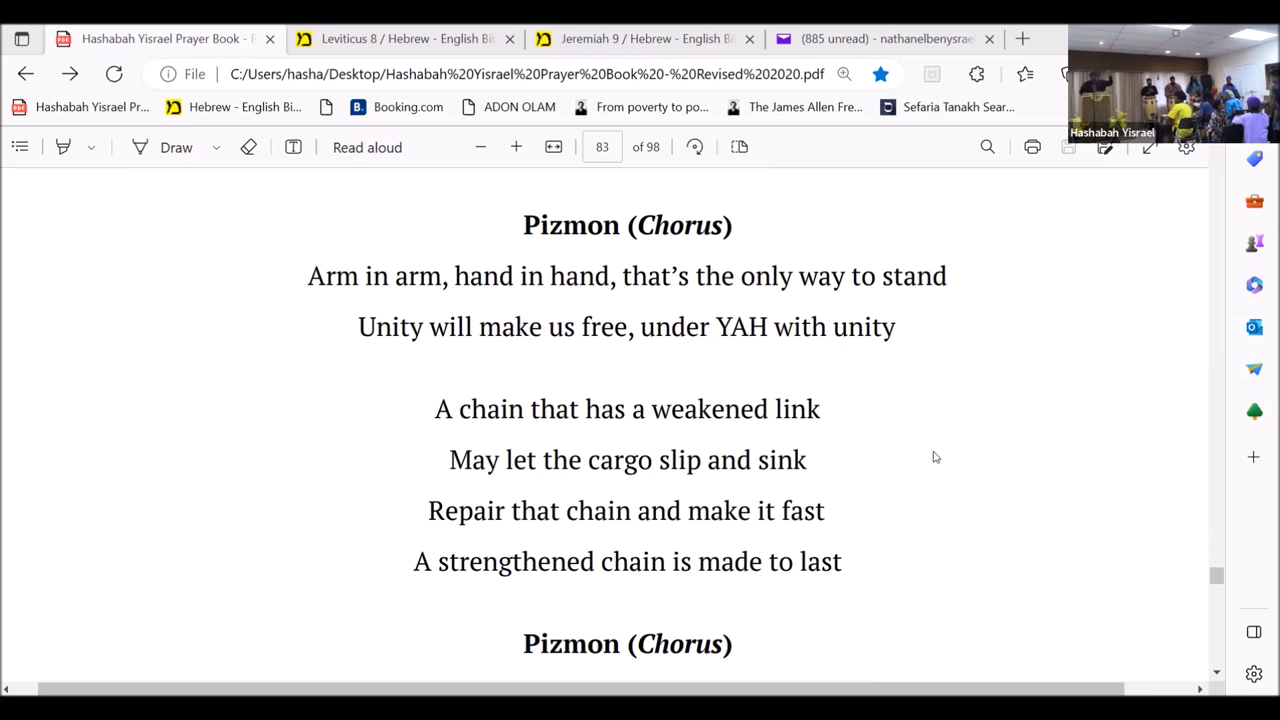 Hashabah Yisrael Prayer Book - R
Leviticus 8 / Hebrew - English Bi
Jeremiah 9 / Hebrew - English Bi
(885 unread) - nathanelbenysrae
File
C:/Users/hasha/Desktop/Hashabah%20Yisrael%20Prayer%20Book%20-%20Revised%202020.pdf
Hashabah Yisrael Pr...
Hebrew - English Bi...
Booking.com
ADON OLAM
From poverty to po...
The James Allen Fre...
Sefaria Tanakh Sear...
Hashabah Yisrael
Draw
Read aloud
83 of 98
Pizmon (Chorus)
Arm in arm, hand in hand, that’s the only way to stand
Unity will make us free, under YAH with unity
A chain that has a weakened link
May let the cargo slip and sink
Repair that chain and make it fast
A strengthened chain is made to last
Pizmon (Chorus)